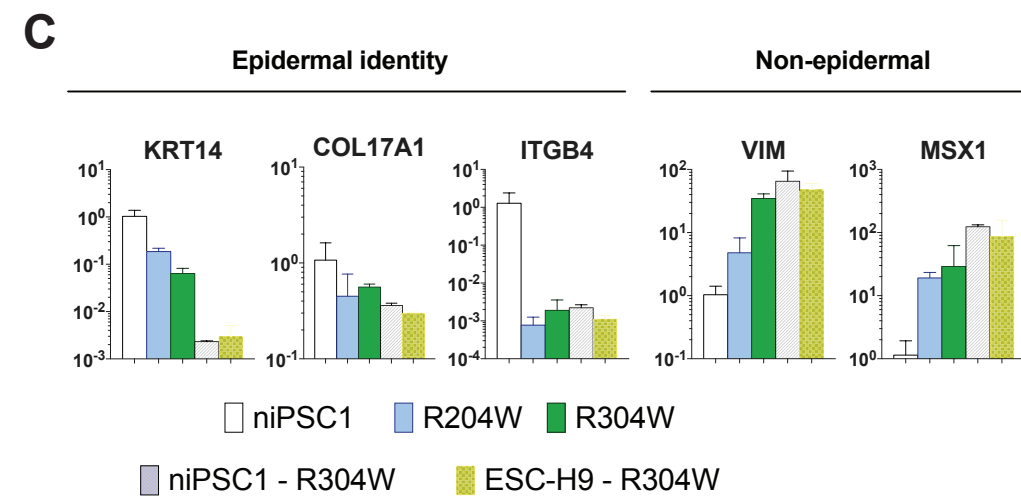 C
Epidermal identity Non-epidermal
KRT14 COL17A1 ITGB4 VIM MSX1
10^1 10^1 10^1 10^2 10^3
10^0 10^0 10^0 10^1 10^2
10^-1 10^-1 10^-1 10^0 10^1
10^-2 10^-2 10^-1 10^0
10^-3 10^-3
10^-4
niPSC1 R204W R304W
niPSC1 - R304W ESC-H9 - R304W